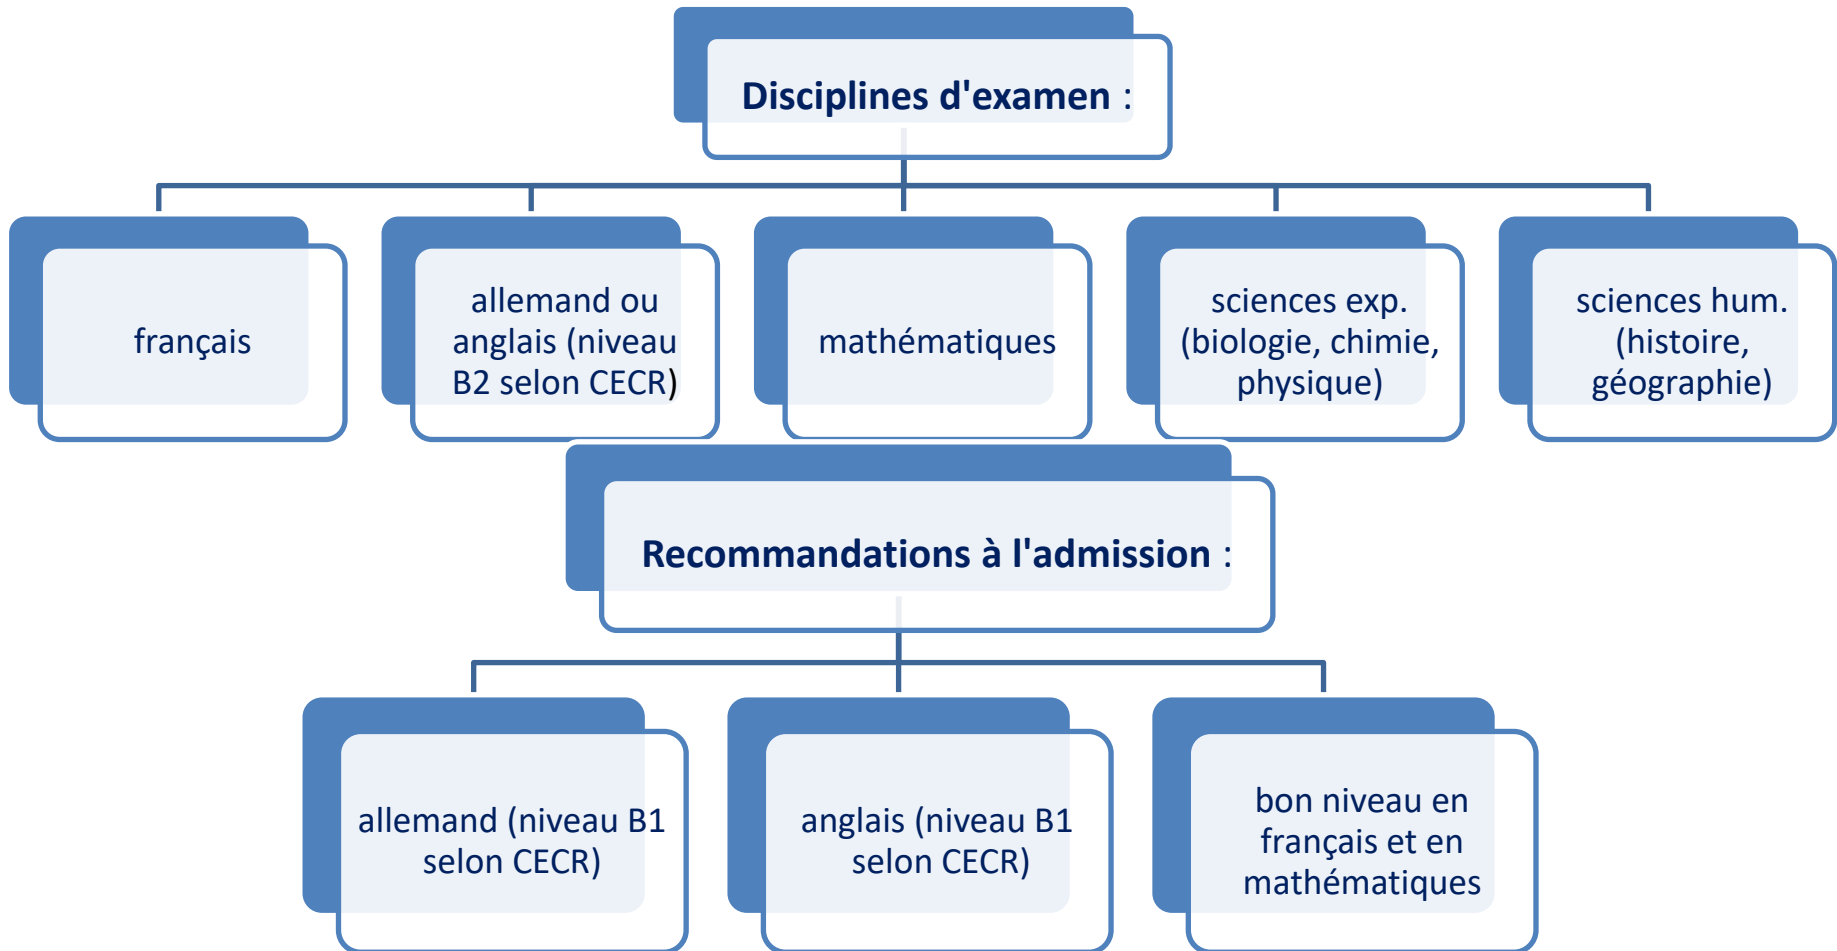 Disciplines d'examen :
français
allemand ou
anglais (niveau
B2 selon CECR)
mathématiques
sciences exp.
(biologie, chimie,
physique)
sciences hum.
(histoire,
géographie)
Recommandations à l'admission :
allemand (niveau B1
selon CECR)
anglais (niveau B1
selon CECR)
bon niveau en
français et en
mathématiques